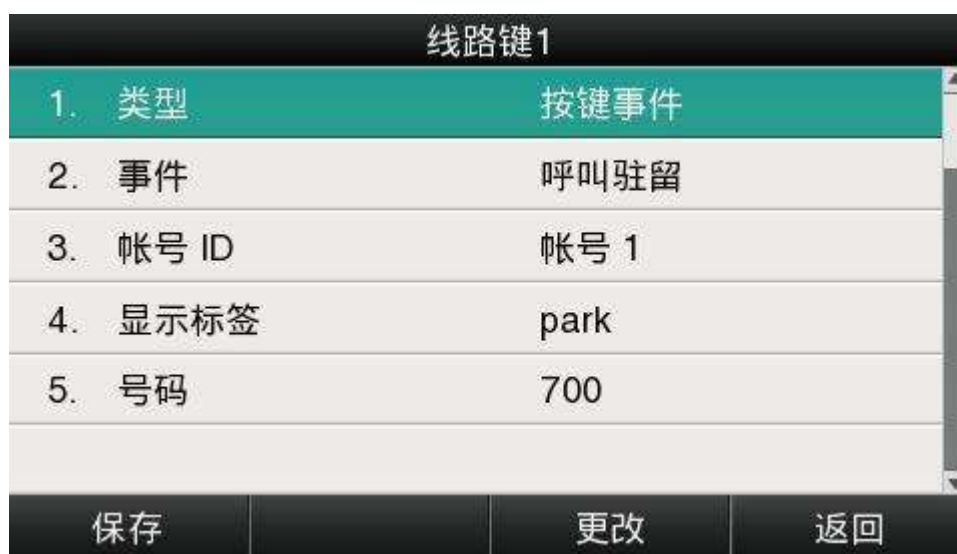 线路键1
1. 类型 按键事件
2. 事件 呼叫驻留
3. 帐号 ID 帐号 1
4. 显示标签 park
5. 号码 700
保存 更改 返回